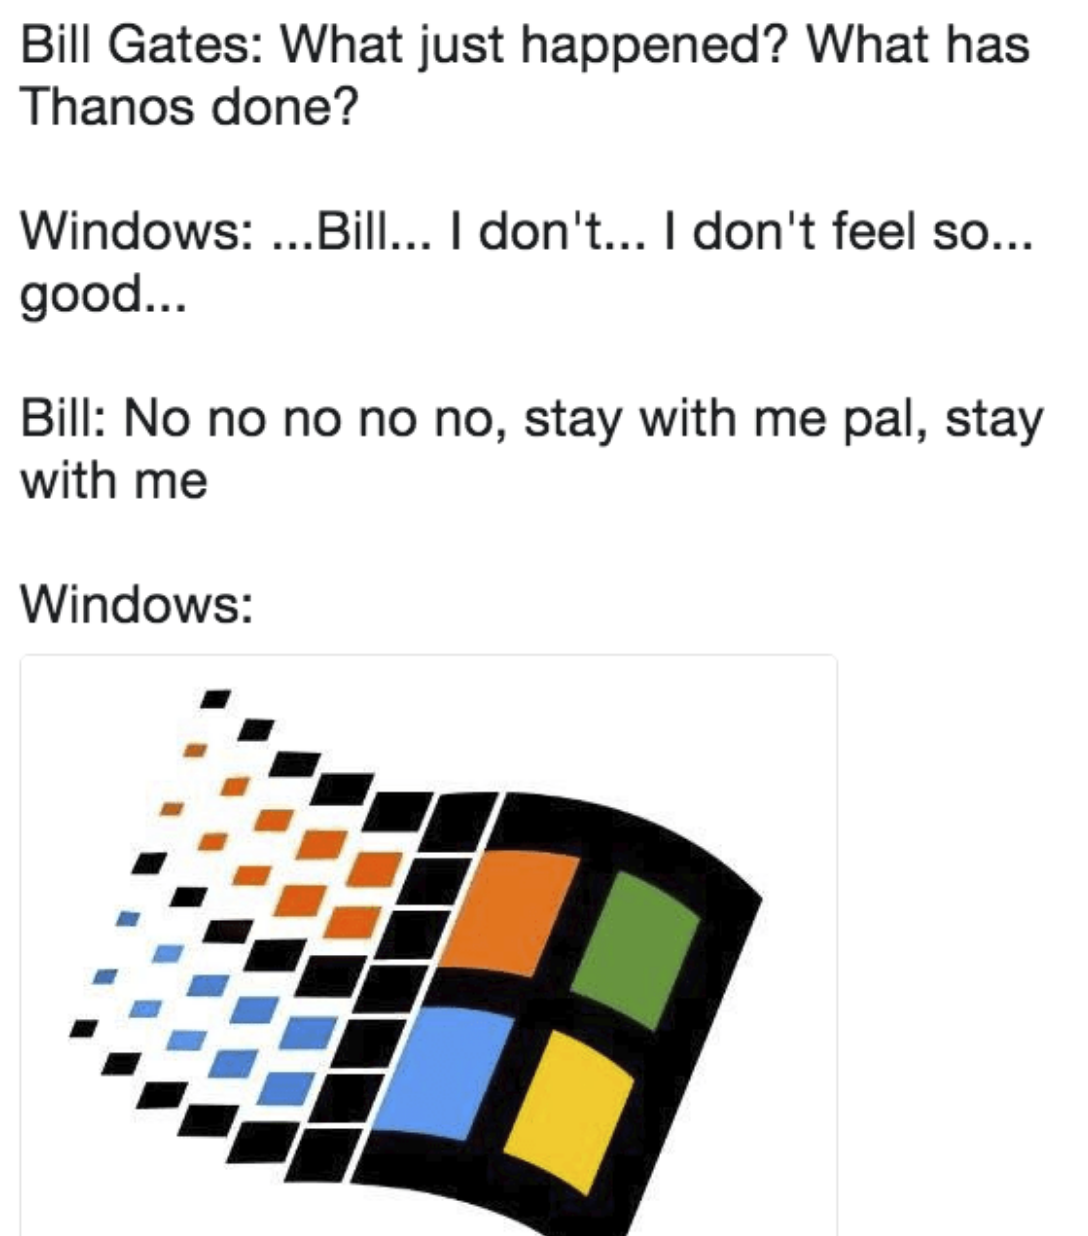 Bill Gates: What just happened? What has
Thanos done?
Windows: ...Bill... I don't... I don't feel so...
good...
Bill: No no no no no, stay with me pal, stay
with me
Windows: